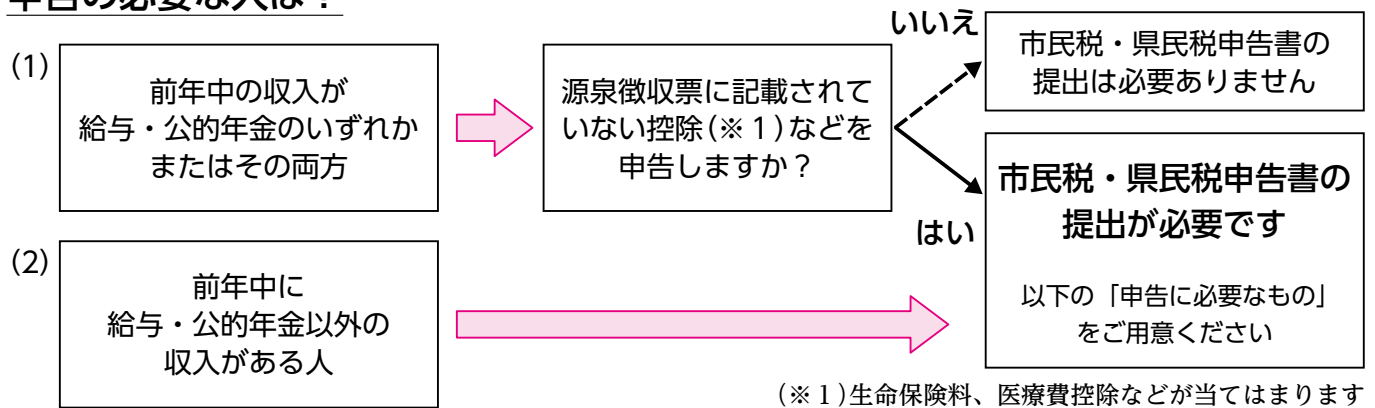 申告の必要な人は？
(1)
前年中の収入が
給与・公的年金のいずれか
またはその両方
源泉徴収票に記載されて
いない控除(※１)などを
申告しますか？
いいえ
市民税・県民税申告書の
提出は必要ありません
はい
市民税・県民税申告書の
提出が必要です
以下の「申告に必要なもの」
をご用意ください
(2)
前年中に
給与・公的年金以外の
収入がある人
(※１)生命保険料、医療費控除などが当てはまります